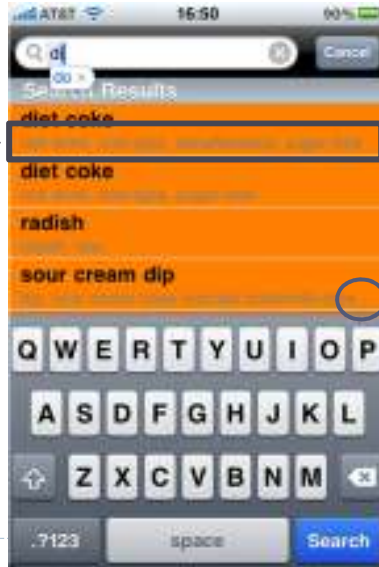 AT&T 16:50 90%
di Cancel
do ×
Search Results
diet coke
diet coke
radish
sour cream dip
Q W E R T Y U I O P
A S D F G H J K L
Z X C V B N M
.?123 space Search